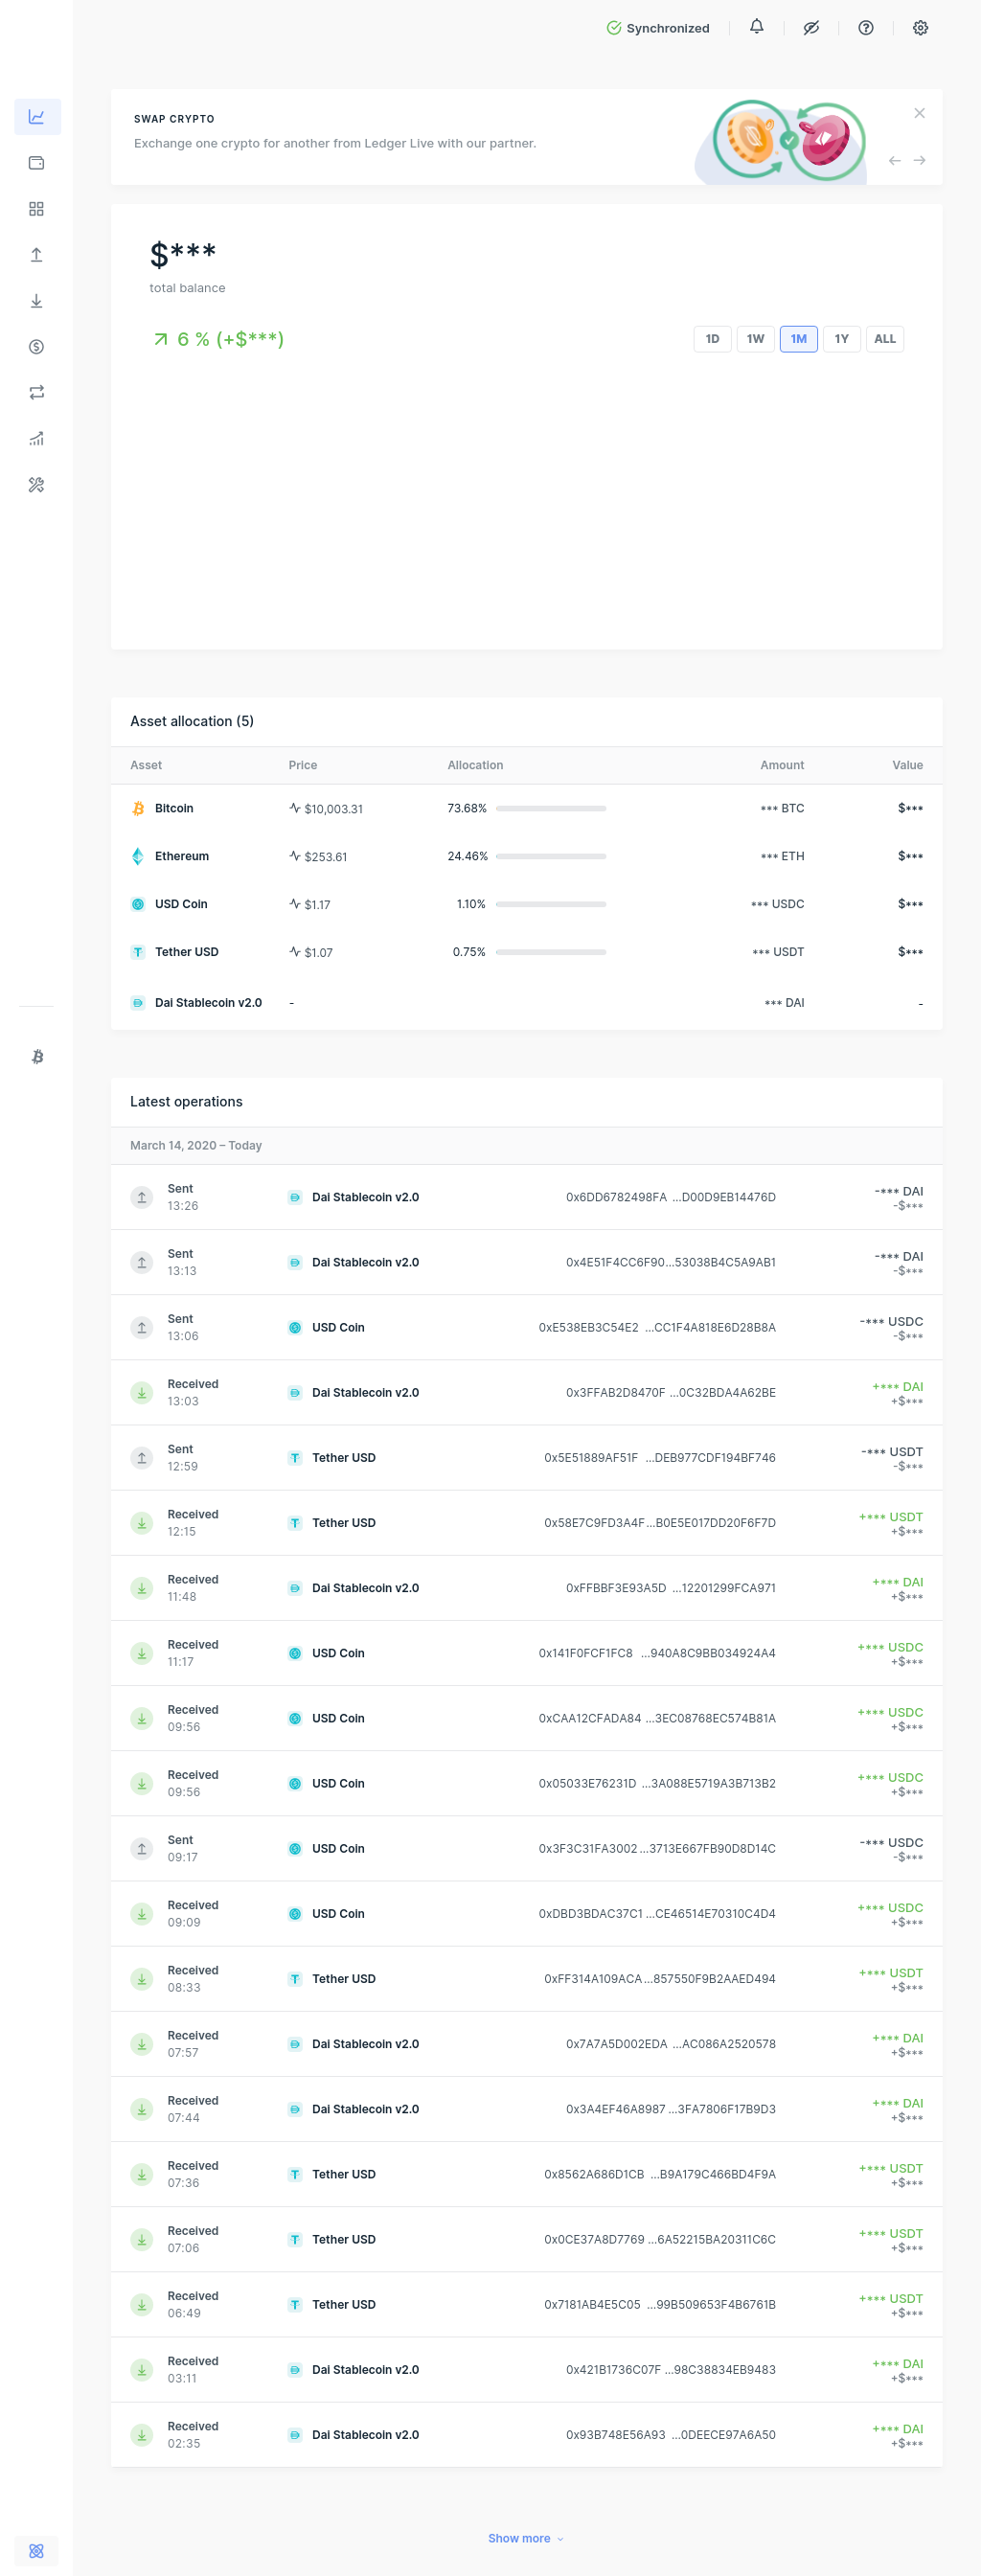 Synchronized
SWAP CRYPTO
Exchange one crypto for another from Ledger Live with our partner.
$***
total balance
6 % (+$***)
1D 1W 1M 1Y ALL
Asset allocation (5)
Asset Price Allocation Amount Value
Bitcoin $10,003.31 73.68% *** BTC $***
Ethereum $253.61 24.46% *** ETH $***
USD Coin $1.17 1.10% *** USDC $***
Tether USD $1.07 0.75% *** USDT $***
Dai Stablecoin v2.0 - *** DAI -
Latest operations
March 14, 2020 – Today
Sent
13:26
Dai Stablecoin v2.0 0x6DD6782498FA ...D00D9EB14476D
-*** DAI
-$***
Sent
13:13
Dai Stablecoin v2.0 0x4E51F4CC6F90...53038B4C5A9AB1
-*** DAI
-$***
Sent
13:06
USD Coin 0xE538EB3C54E2 ...CC1F4A818E6D28B8A
-*** USDC
-$***
Received
13:03
Dai Stablecoin v2.0 0x3FFAB2D8470F ...0C32BDA4A62BE
+*** DAI
+$***
Sent
12:59
Tether USD 0x5E51889AF51F ...DEB977CDF194BF746
-*** USDT
-$***
Received
12:15
Tether USD 0x58E7C9FD3A4F...B0E5E017DD20F6F7D
+*** USDT
+$***
Received
11:48
Dai Stablecoin v2.0 0xFFBBF3E93A5D ...12201299FCA971
+*** DAI
+$***
Received
11:17
USD Coin 0x141F0FCF1FC8 ...940A8C9BB034924A4
+*** USDC
+$***
Received
09:56
USD Coin 0xCAA12CFADA84 ...3EC08768EC574B81A
+*** USDC
+$***
Received
09:56
USD Coin 0x05033E76231D ...3A088E5719A3B713B2
+*** USDC
+$***
Sent
09:17
USD Coin 0x3F3C31FA3002...3713E667FB90D8D14C
-*** USDC
-$***
Received
09:09
USD Coin 0xDBD3BDAC37C1 ...CE46514E70310C4D4
+*** USDC
+$***
Received
08:33
Tether USD 0xFF314A109ACA...857550F9B2AAED494
+*** USDT
+$***
Received
07:57
Dai Stablecoin v2.0 0x7A7A5D002EDA ...AC086A2520578
+*** DAI
+$***
Received
07:44
Dai Stablecoin v2.0 0x3A4EF46A8987 ...3FA7806F17B9D3
+*** DAI
+$***
Received
07:36
Tether USD 0x8562A686D1CB ...B9A179C466BD4F9A
+*** USDT
+$***
Received
07:06
Tether USD 0x0CE37A8D7769 ...6A52215BA20311C6C
+*** USDT
+$***
Received
06:49
Tether USD 0x7181AB4E5C05 ...99B509653F4B6761B
+*** USDT
+$***
Received
03:11
Dai Stablecoin v2.0 0x421B1736C07F ...98C38834EB9483
+*** DAI
+$***
Received
02:35
Dai Stablecoin v2.0 0x93B748E56A93 ...0DEECE97A6A50
+*** DAI
+$***
Show more